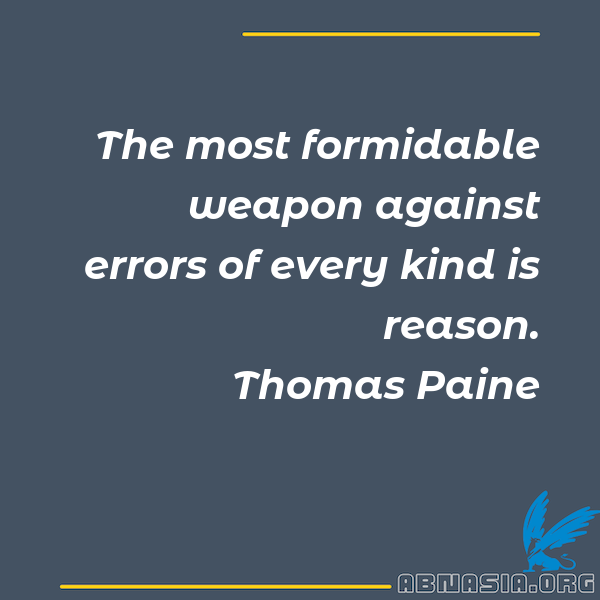 The most formidable
weapon against
errors of every kind is
reason.
Thomas Paine
ABNASIA.ORG